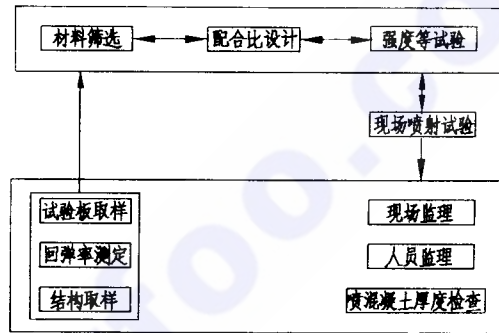 材料筛选 配合比设计 强度等试验
现场喷射试验
试验板取样 现场监理
回弹率测定 人员监理
结构取样 喷混凝土厚度检查